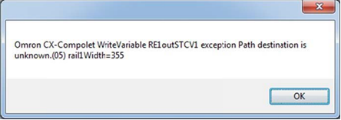 Omron CX-Compolet WriteVariable RE1outSTCV1 exception Path destination is
unknown.(05) rail1Width=355
OK